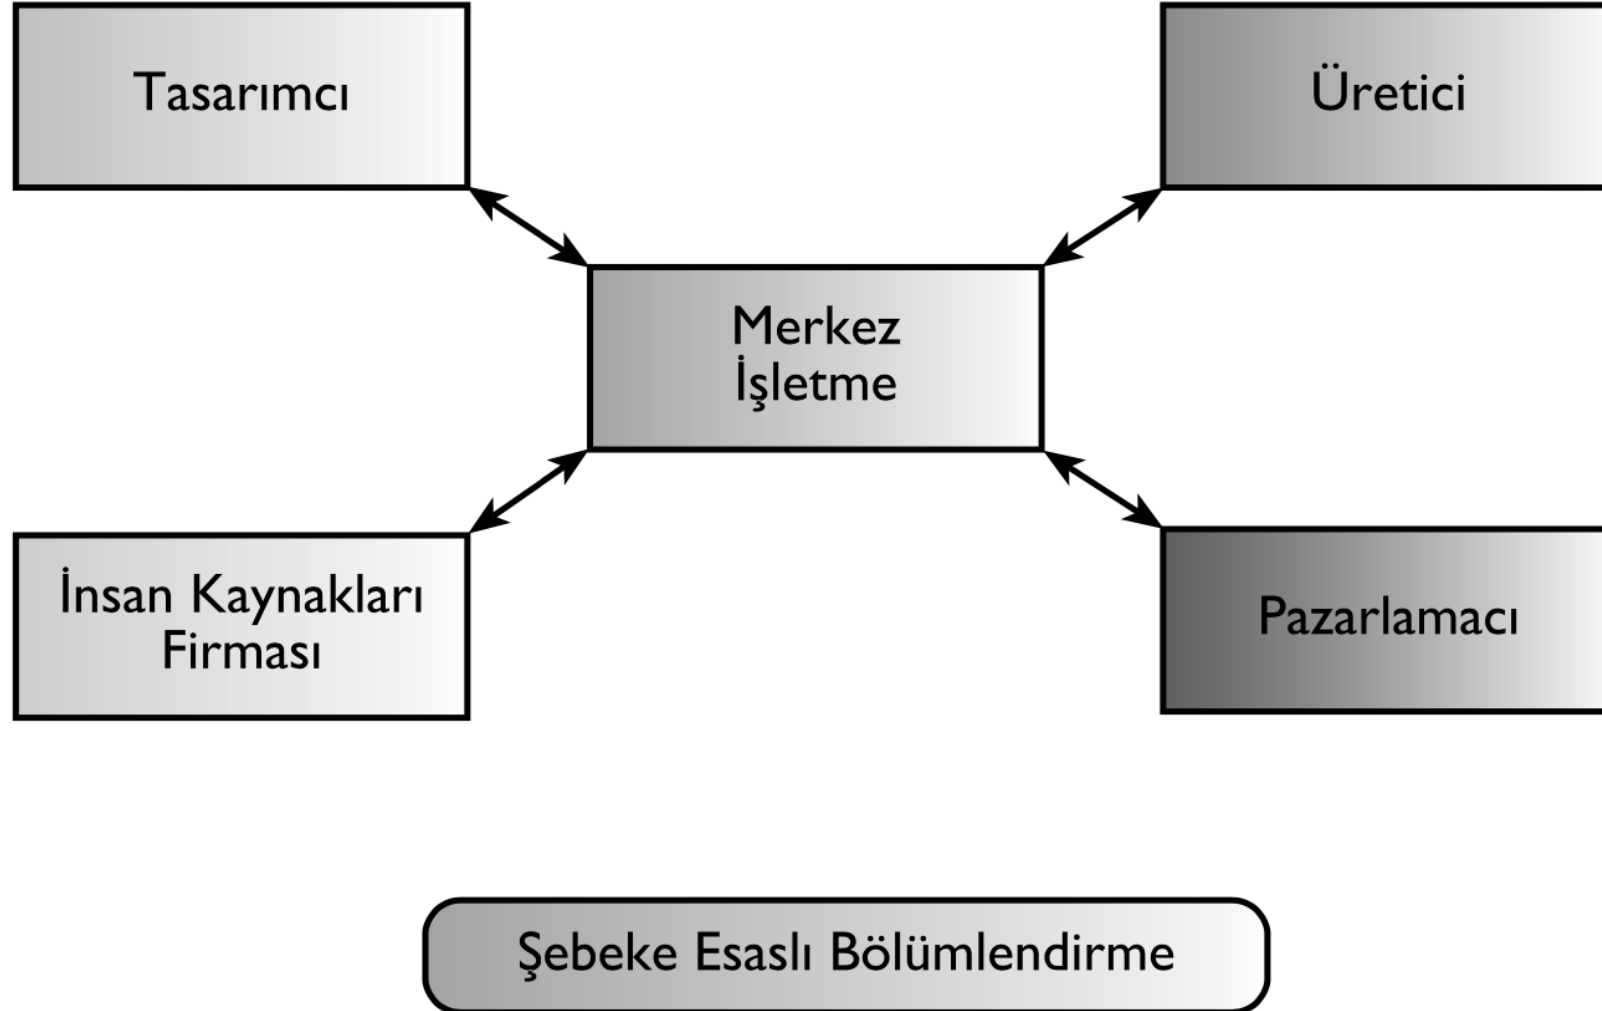 Tasarımcı
Üretici
Merkez
İşletme
İnsan Kaynakları
Firması
Pazarlamacı
Şebeke Esaslı Bölümlendirme